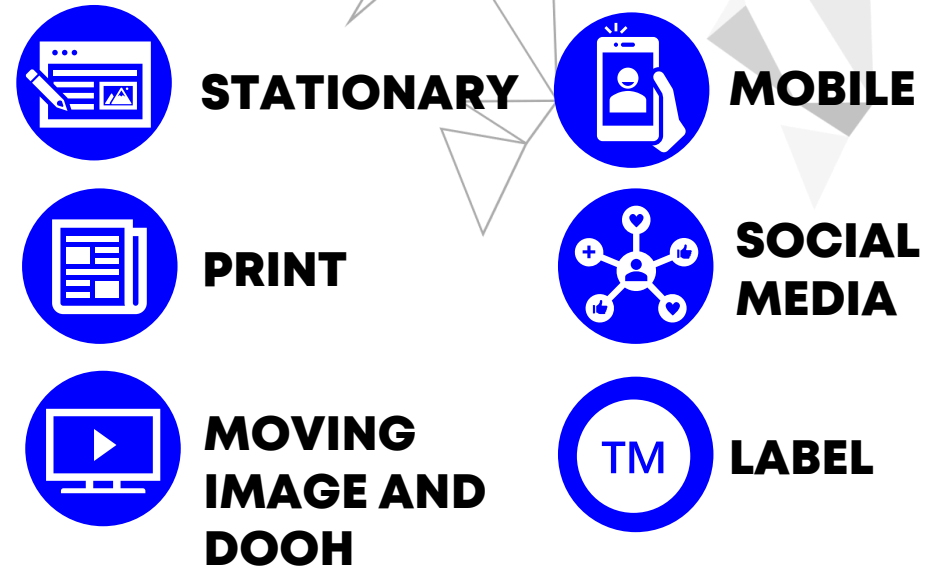 STATIONARY
MOBILE
PRINT
SOCIAL
MEDIA
MOVING
IMAGE AND
DOOH
TM
LABEL